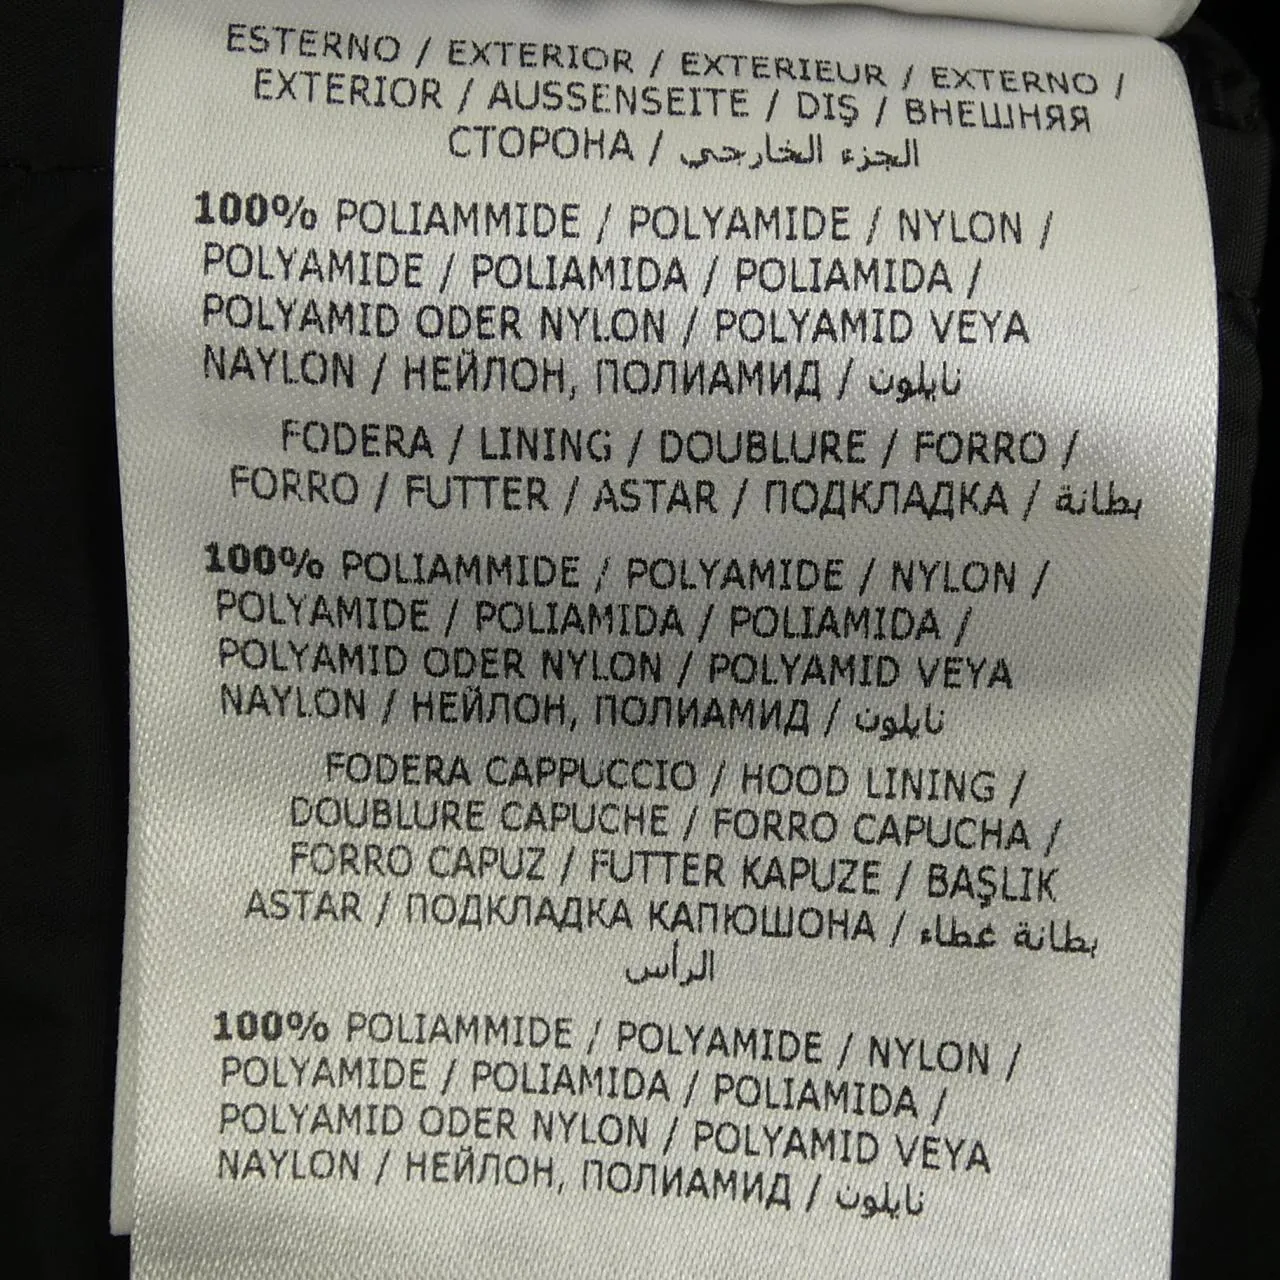 ESTERNO / EXTERIOR / EXTERIEUR / EXTERNO /
EXTERIOR / AUSSENSEITE / DIŞ / ВНЕШНЯЯ
СТОРОНА / الجزء الخارجي
100% POLIAMMIDE / POLYAMIDE / NYLON /
POLYAMIDE / POLIAMIDA / POLIAMIDA /
POLYAMID ODER NYLON / POLYAMID VEYA
NAYLON / НЕЙЛОН, ПОЛИАМИД / نايلون
FODERA / LINING / DOUBLURE / FORRO /
FORRO / FUTTER / ASTAR / ПОДКЛАДКА / بطانة
100% POLIAMMIDE / POLYAMIDE / NYLON /
POLYAMIDE / POLIAMIDA / POLIAMIDA /
POLYAMID ODER NYLON / POLYAMID VEYA
NAYLON / НЕЙЛОН, ПОЛИАМИД / نايلون
FODERA CAPPUCCIO / HOOD LINING /
DOUBLURE CAPUCHE / FORRO CAPUCHA /
FORRO CAPUZ / FUTTER KAPUZE / BAŞLIK
ASTAR / ПОДКЛАДКА КАПЮШОНА / بطانة غطاء
الرأس
100% POLIAMMIDE / POLYAMIDE / NYLON /
POLYAMIDE / POLIAMIDA / POLIAMIDA /
POLYAMID ODER NYLON / POLYAMID VEYA
NAYLON / НЕЙЛОН, ПОЛИАМИД / نايلون